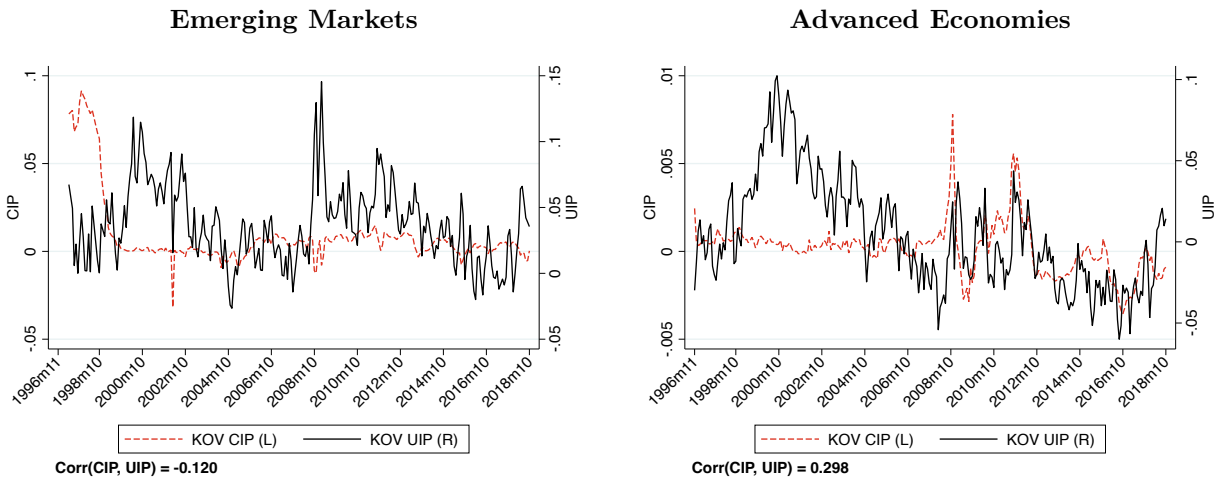 Emerging Markets
CIP
.1
.05
0
-.05
UIP
.15
.1
.05
0
-.05
1996m11
1998m10
2000m10
2002m10
2004m10
2006m10
2008m10
2010m10
2012m10
2014m10
2016m10
2018m10
KOV CIP (L)
KOV UIP (R)
Corr(CIP, UIP) = -0.120
Advanced Economies
CIP
.01
.005
0
-.005
UIP
.1
.05
0
-.05
1996m11
1998m10
2000m10
2002m10
2004m10
2006m10
2008m10
2010m10
2012m10
2014m10
2016m10
2018m10
KOV CIP (L)
KOV UIP (R)
Corr(CIP, UIP) = 0.298